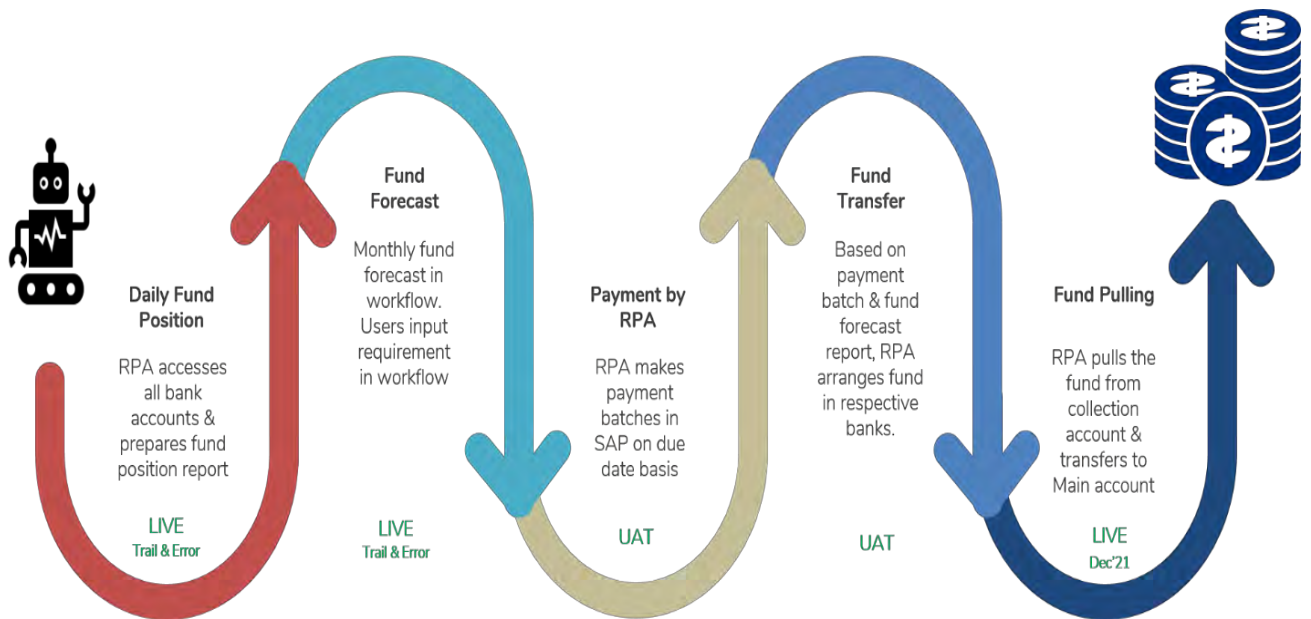 Daily Fund
Position
RPA accesses
all bank
accounts &
prepares fund
position report
LIVE
Trail & Error
Fund
Forecast
Monthly fund
forecast in
workflow.
Users input
requirement
in workflow
LIVE
Trail & Error
Payment by
RPA
RPA makes
payment
batches in
SAP on due
date basis
UAT
Fund
Transfer
Based on
payment
batch & fund
forecast
report, RPA
arranges fund
in respective
banks.
UAT
Fund Pulling
RPA pulls the
fund from
collection
account &
transfers to
Main account
LIVE
Dec'21